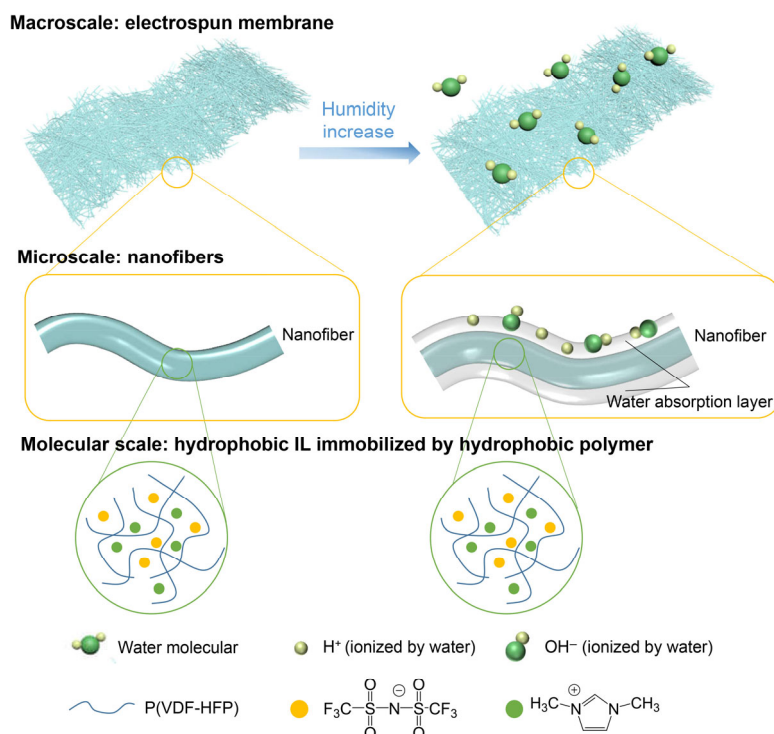 Macroscale: electrospun membrane
Humidity
increase
Microscale: nanofibers
Nanofiber
Nanofiber
Water absorption layer
Molecular scale: hydrophobic IL immobilized by hydrophobic polymer
Water molecular
H⁺ (ionized by water)
OH⁻ (ionized by water)
P(VDF-HFP)
O O
F₃C−S−N−S−CF₃
O O
⊖
H₃C−N N−CH₃
⊕